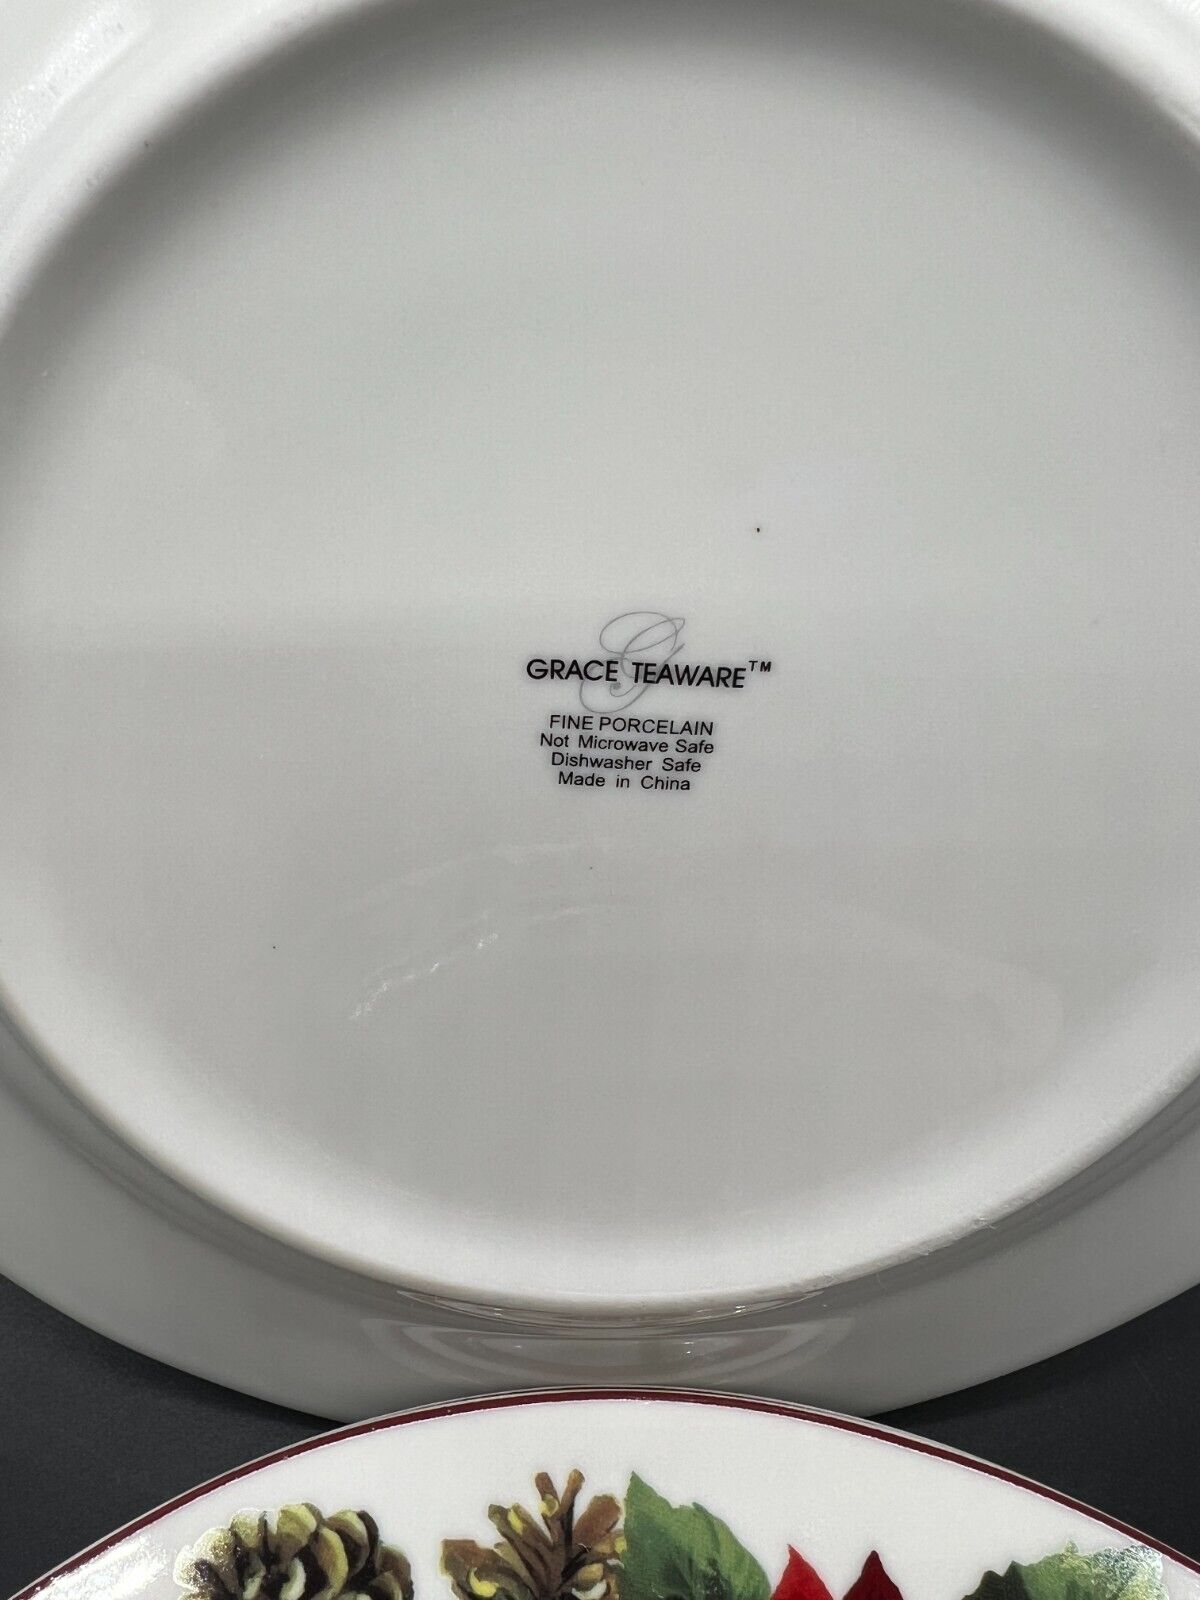 G
GRACE TEAWARE™
FINE PORCELAIN
Not Microwave Safe
Dishwasher Safe
Made in China